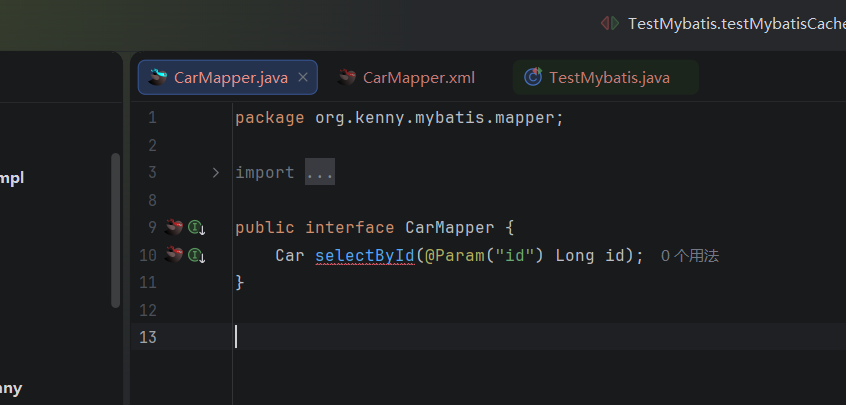 TestMybatis.testMybatisCache
CarMapper.java
CarMapper.xml
TestMybatis.java
1 package org.kenny.mybatis.mapper;
2
3 import ...
8
9 public interface CarMapper {
10 Car selectById(@Param("id") Long id); 0 个用法
11 }
12
13
mpl
nny